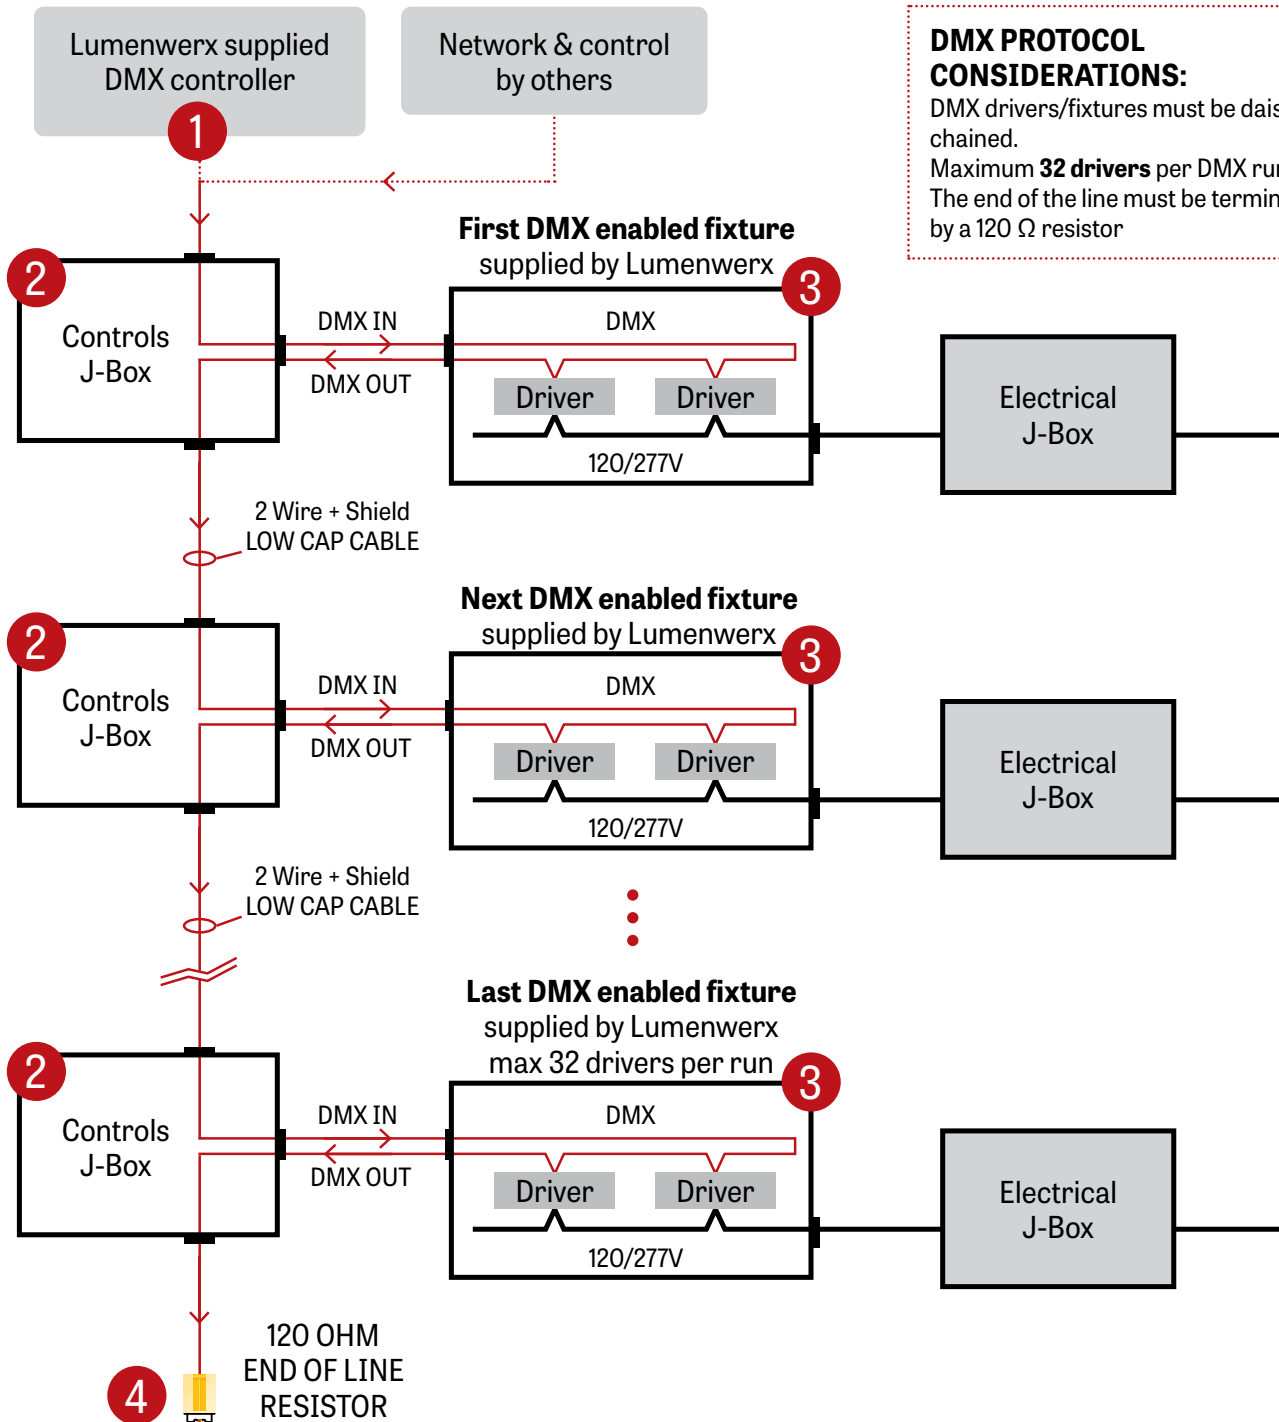 Lumenwerx supplied
DMX controller
1
Network & control
by others
DMX PROTOCOL
CONSIDERATIONS:
DMX drivers/fixtures must be dais
chained.
Maximum 32 drivers per DMX run
The end of the line must be termin
by a 120 Ω resistor
First DMX enabled fixture
supplied by Lumenwerx
2
Controls
J-Box
DMX IN
DMX OUT
3
DMX
Driver
Driver
120/277V
Electrical
J-Box
2 Wire + Shield
LOW CAP CABLE
Next DMX enabled fixture
supplied by Lumenwerx
2
Controls
J-Box
DMX IN
DMX OUT
3
DMX
Driver
Driver
120/277V
Electrical
J-Box
2 Wire + Shield
LOW CAP CABLE
Last DMX enabled fixture
supplied by Lumenwerx
max 32 drivers per run
2
Controls
J-Box
DMX IN
DMX OUT
3
DMX
Driver
Driver
120/277V
Electrical
J-Box
4
120 OHM
END OF LINE
RESISTOR